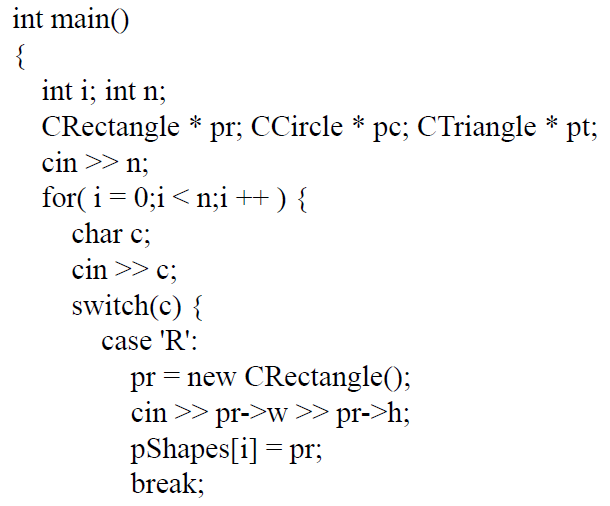 int main()
{
int i; int n;
CRectangle * pr; CCircle * pc; CTriangle * pt;
cin >> n;
for( i = 0;i < n;i ++ ) {
char c;
cin >> c;
switch(c) {
case 'R':
pr = new CRectangle();
cin >> pr->w >> pr->h;
pShapes[i] = pr;
break;